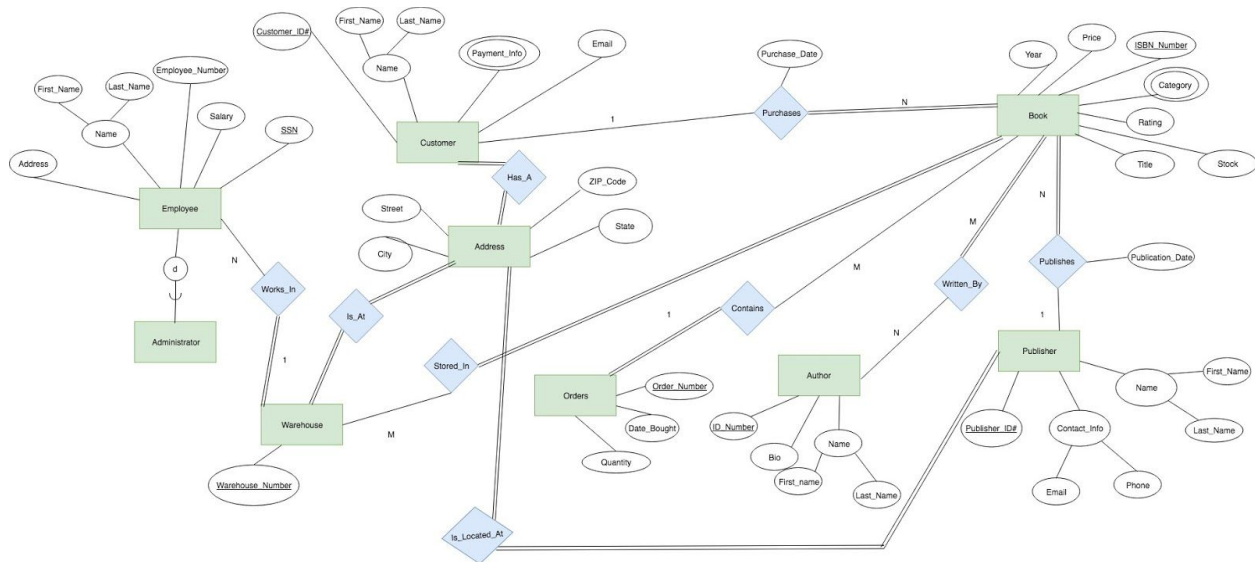 First_Name
Last_Name
Customer_ID#
Email
Payment_Info
Name
Purchase_Date
Year
Price
ISBN_Number
Category
Rating
Title
Stock
Book
N
Purchases
1
Customer
Employee_Number
First_Name
Last_Name
Name
Salary
SSN
Address
Employee
Has_A
ZIP_Code
Street
State
City
Address
d
N
Works_In
Is_At
Administrator
1
Warehouse
Warehouse_Number
M
Stored_In
1
Contains
M
M
Written_By
N
N
Publishes
Publication_Date
1
Publisher
Orders
Order_Number
Date_Bought
Quantity
Author
ID_Number
Bio
Name
First_name
Last_Name
Name
First_Name
Last_Name
Publisher_ID#
Contact_Info
Email
Phone
Is_Located_At